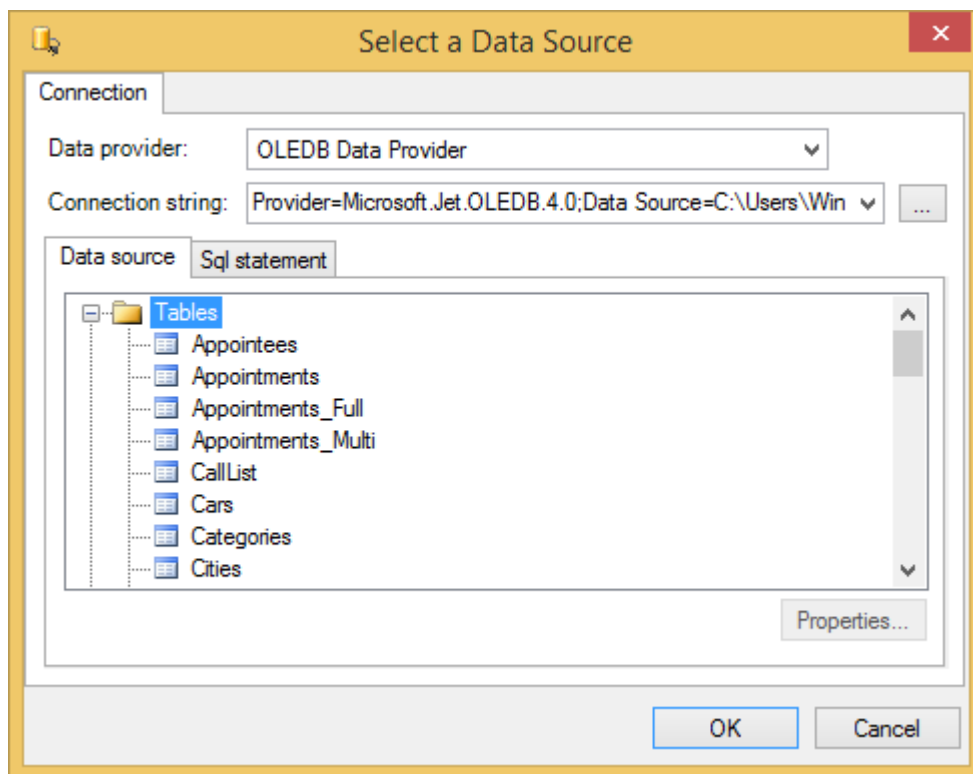 Select a Data Source
Connection
Data provider: OLEDB Data Provider
Connection string: Provider=Microsoft.Jet.OLEDB.4.0;Data Source=C:\Users\Win ...
Data source Sql statement
Tables
Appointees
Appointments
Appointments_Full
Appointments_Multi
CallList
Cars
Categories
Cities
Properties...
OK Cancel